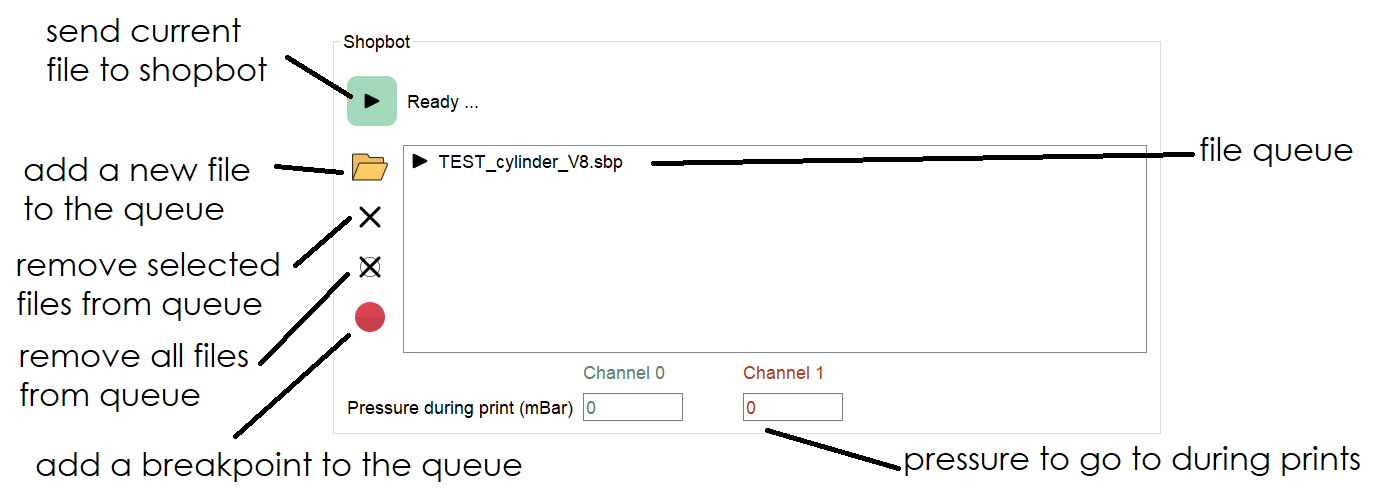 send current
file to shopbot
Shopbot
Ready ...
add a new file
to the queue
TEST_cylinder_V8.sbp
file queue
remove selected
files from queue
remove all files
from queue
Channel 0
Channel 1
Pressure during print (mBar)
0
0
add a breakpoint to the queue
pressure to go to during prints